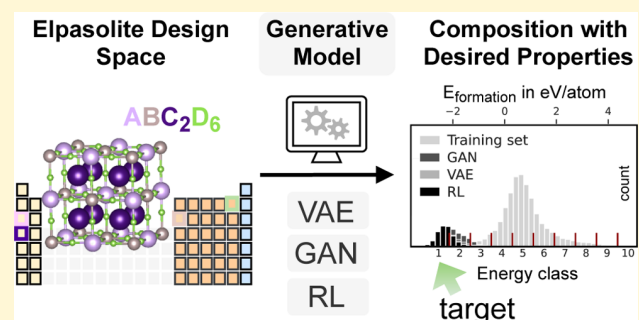 Elpasolite Design
Space
ABC2D6
Generative
Model
VAE
GAN
RL
Composition with
Desired Properties
Eformation in eV/atom
−2 0 2 4
Training set
GAN
VAE
RL
count
1 2 3 4 5 6 7 8 9 10
Energy class
target